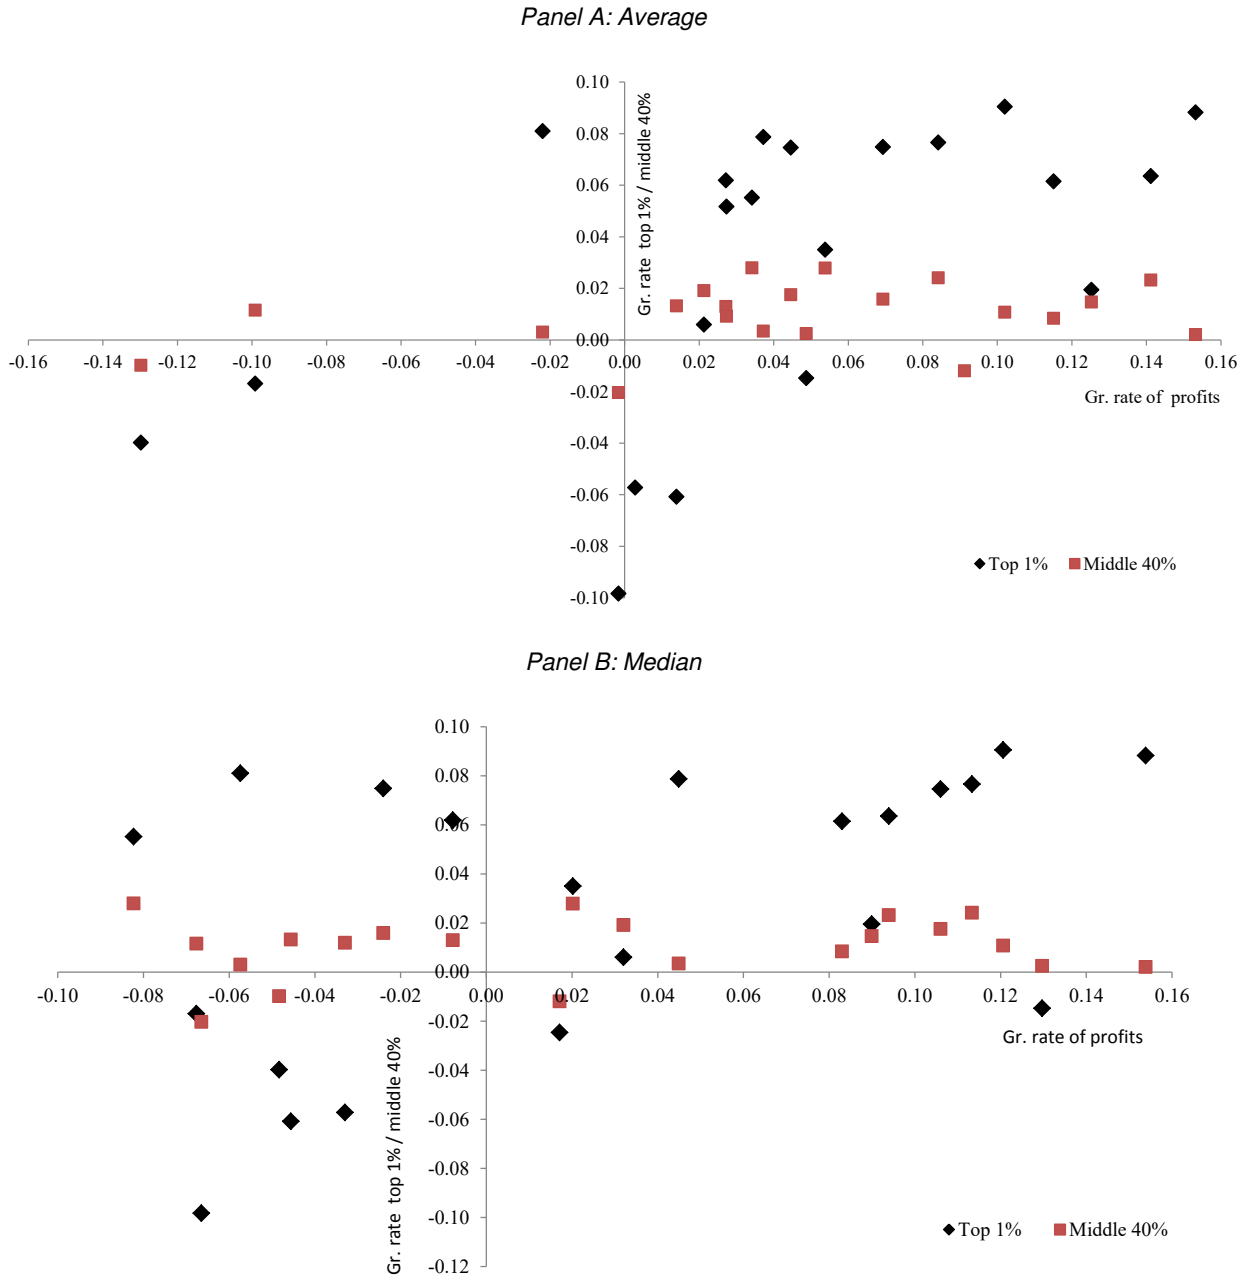 Panel A: Average
0.10
0.08
0.06
0.04
0.02
0.00
-0.16 -0.14 -0.12 -0.10 -0.08 -0.06 -0.04 -0.02 0.00 0.02 0.04 0.06 0.08 0.10 0.12 0.14 0.16
-0.02
-0.04
-0.06
-0.08
-0.10
Gr. rate top 1% / middle 40%
Gr. rate of profits
Top 1% Middle 40%
Panel B: Median
0.10
0.08
0.06
0.04
0.02
0.00
-0.10 -0.08 -0.06 -0.04 -0.02 0.00 0.02 0.04 0.06 0.08 0.10 0.12 0.14 0.16
-0.02
-0.04
-0.06
-0.08
-0.10
-0.12
Gr. rate top 1% / middle 40%
Gr. rate of profits
Top 1% Middle 40%